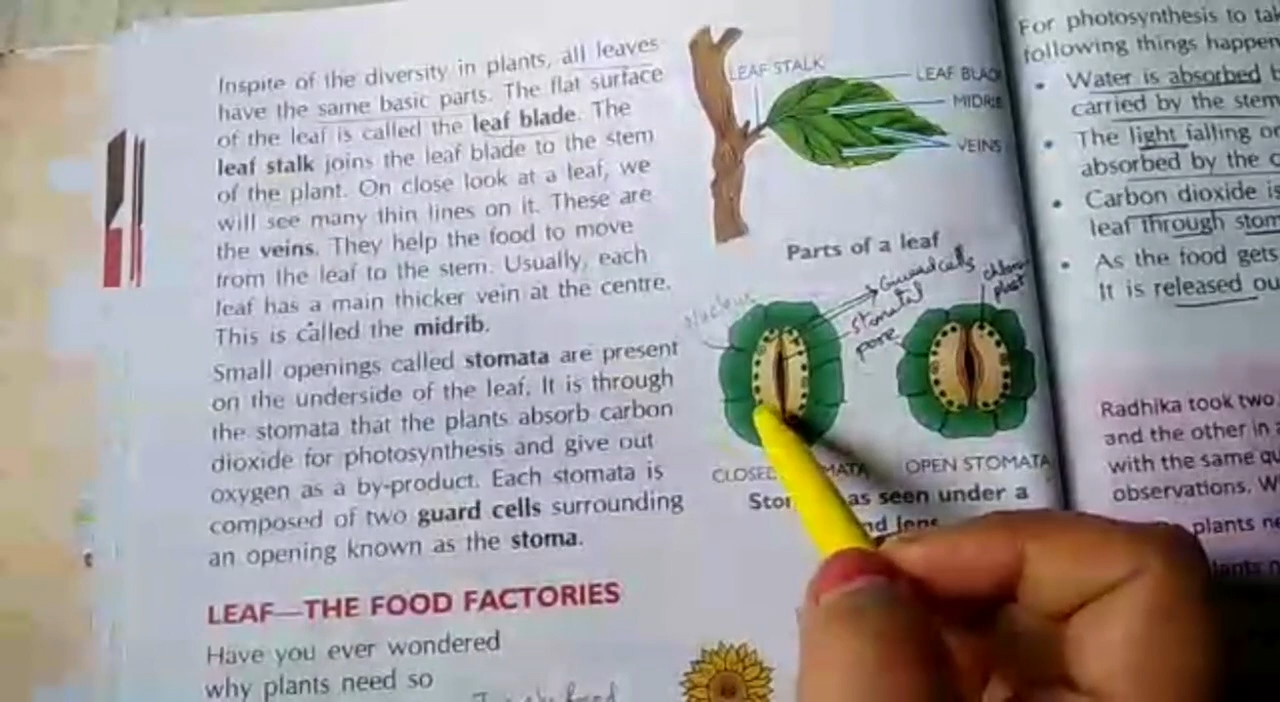 Inspite of the diversity in plants, all leaves
have the same basic parts. The flat surface
of the leaf is called the leaf blade. The
leaf stalk joins the leaf blade to the stem
of the plant. On close look at a leaf, we
will see many thin lines on it. These are
the veins. They help the food to move
from the leaf to the stem. Usually, each
leaf has a main thicker vein at the centre.
This is called the midrib.
Small openings called stomata are present
on the underside of the leaf. It is through
the stomata that the plants absorb carbon
dioxide for photosynthesis and give out
oxygen as a by-product. Each stomata is
composed of two guard cells surrounding
an opening known as the stoma.
LEAF—THE FOOD FACTORIES
Have you ever wondered
why plants need so
LEAF STALK
LEAF BLAD
MIDRIB
VEINS
Parts of a leaf
Nucleus
Guard cells
stomatal
pore
chloro
plast
CLOSED MATA
OPEN STOMATA
as seen under a
lens
For photosynthesis to tak
following things happen
• Water is absorbed
carried by the stem
• The light falling on
absorbed by the c
• Carbon dioxide is
leaf through stom
• As the food gets
It is released ou
Radhika took two
and the other in
with the same qu
observations. W
plants ne